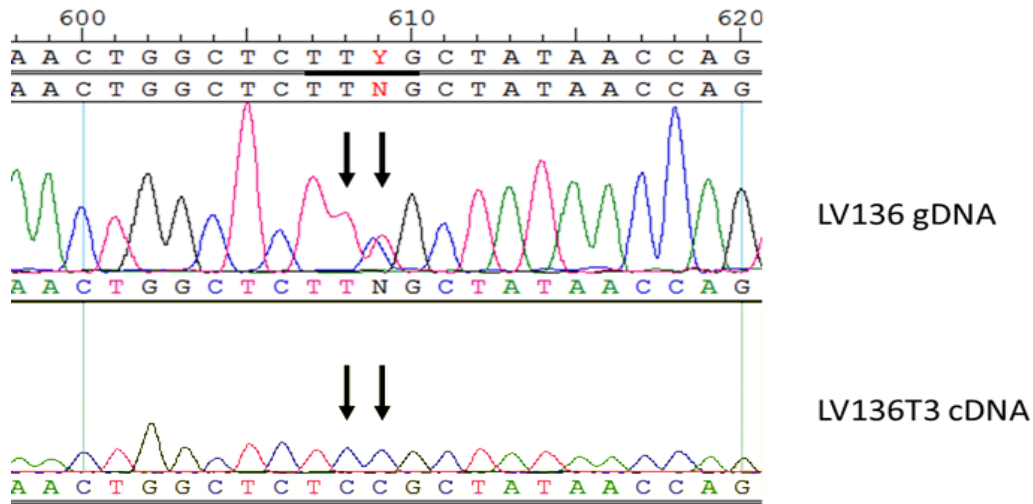 600 610 620
A A C T G G C T C T T Y G C T A T A A C C A G
A A C T G G C T C T T N G C T A T A A C C A G
LV136 gDNA
A A C T G G C T C T T N G C T A T A A C C A G
LV136T3 cDNA
A A C T G G C T C T C C G C T A T A A C C A G